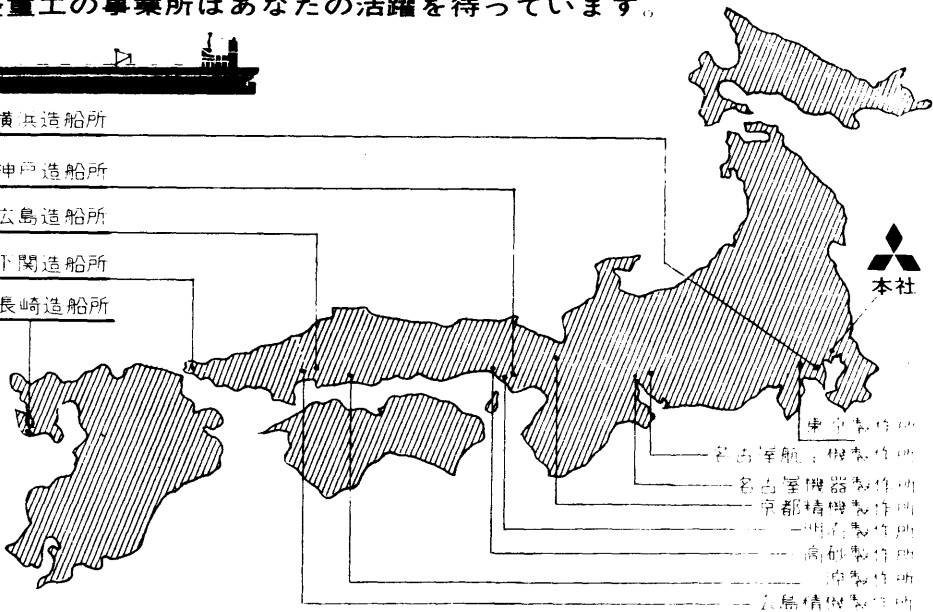 重工の事業所はあなたの活躍を待っています。
横浜造船所
神戸造船所
広島造船所
下関造船所
長崎造船所
本社
東京製作所
名古屋航空機製作所
名古屋機器製作所
京都精機製作所
明石製作所
高砂製作所
製作所
広島精機製作所